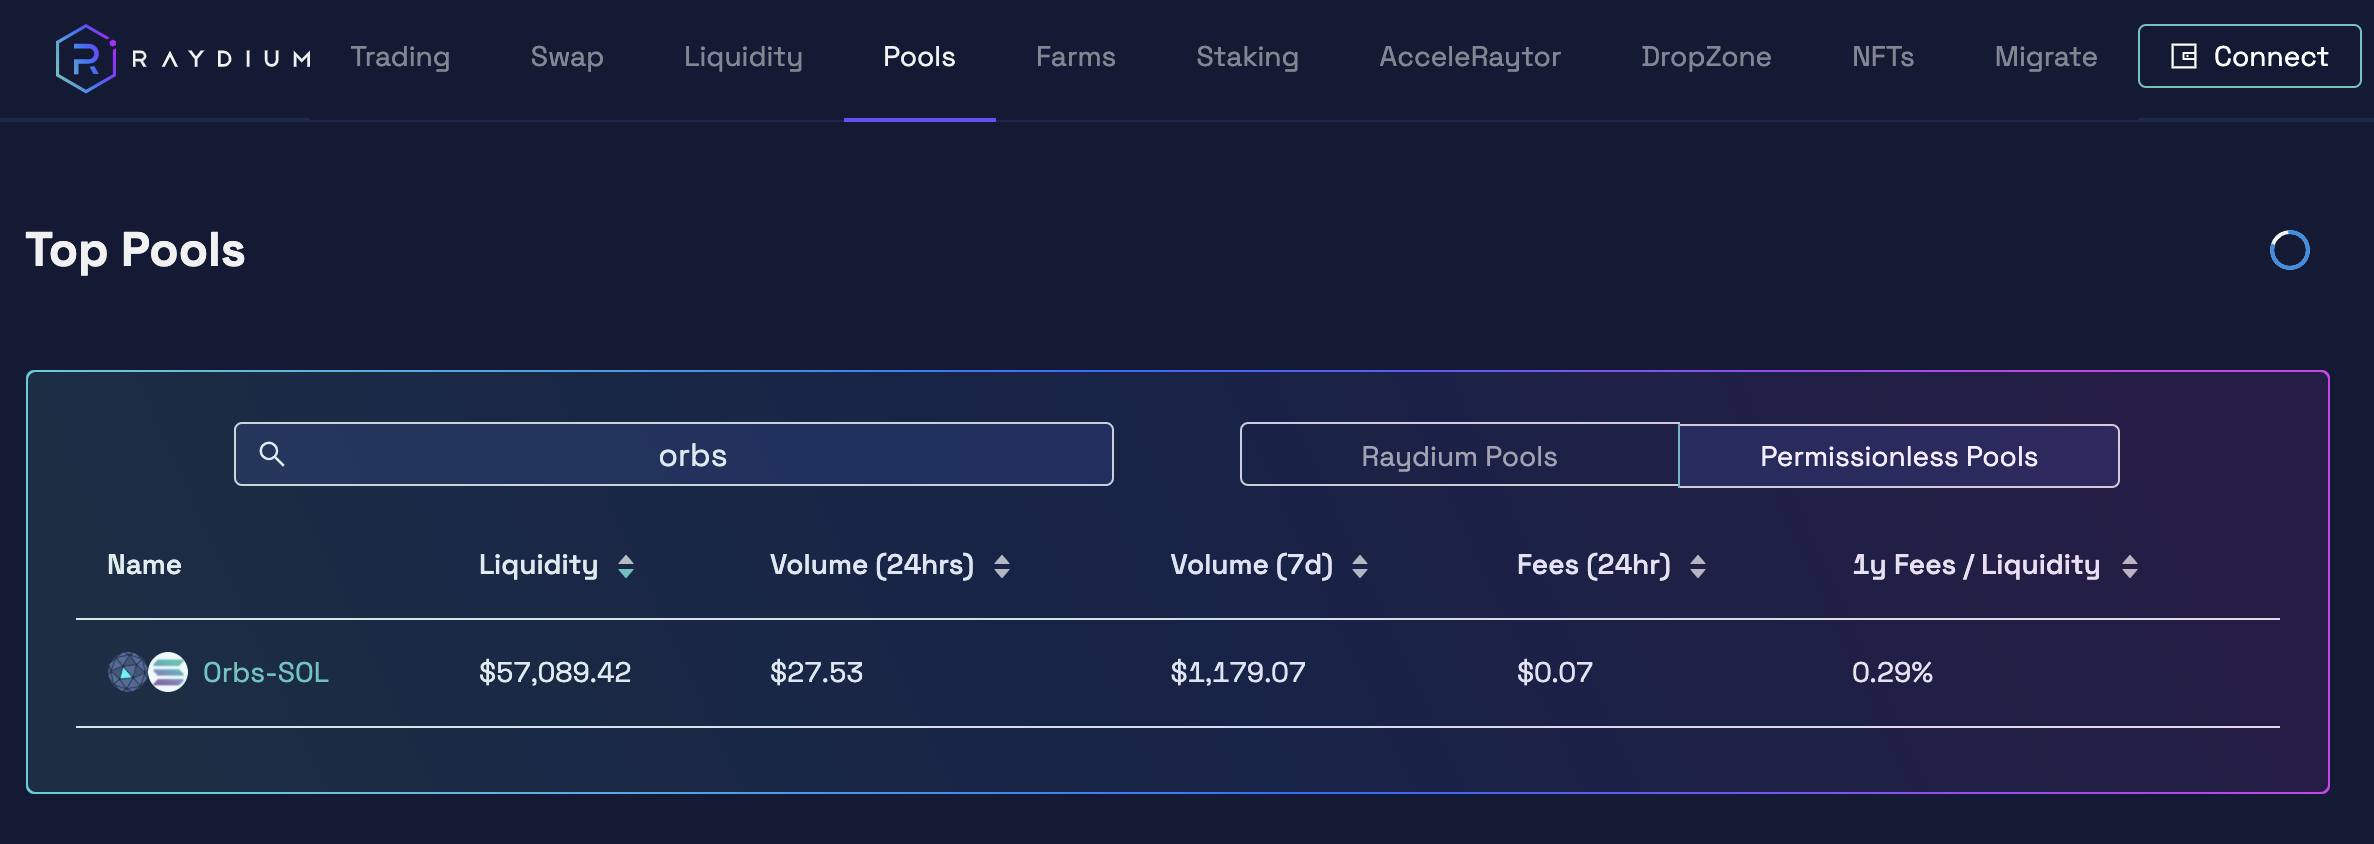 RAYDIUM Trading Swap Liquidity Pools Farms Staking AcceleRaytor DropZone NFTs Migrate Connect
Top Pools
orbs Raydium Pools Permissionless Pools
Name Liquidity Volume (24hrs) Volume (7d) Fees (24hr) 1y Fees / Liquidity
Orbs-SOL $57,089.42 $27.53 $1,179.07 $0.07 0.29%